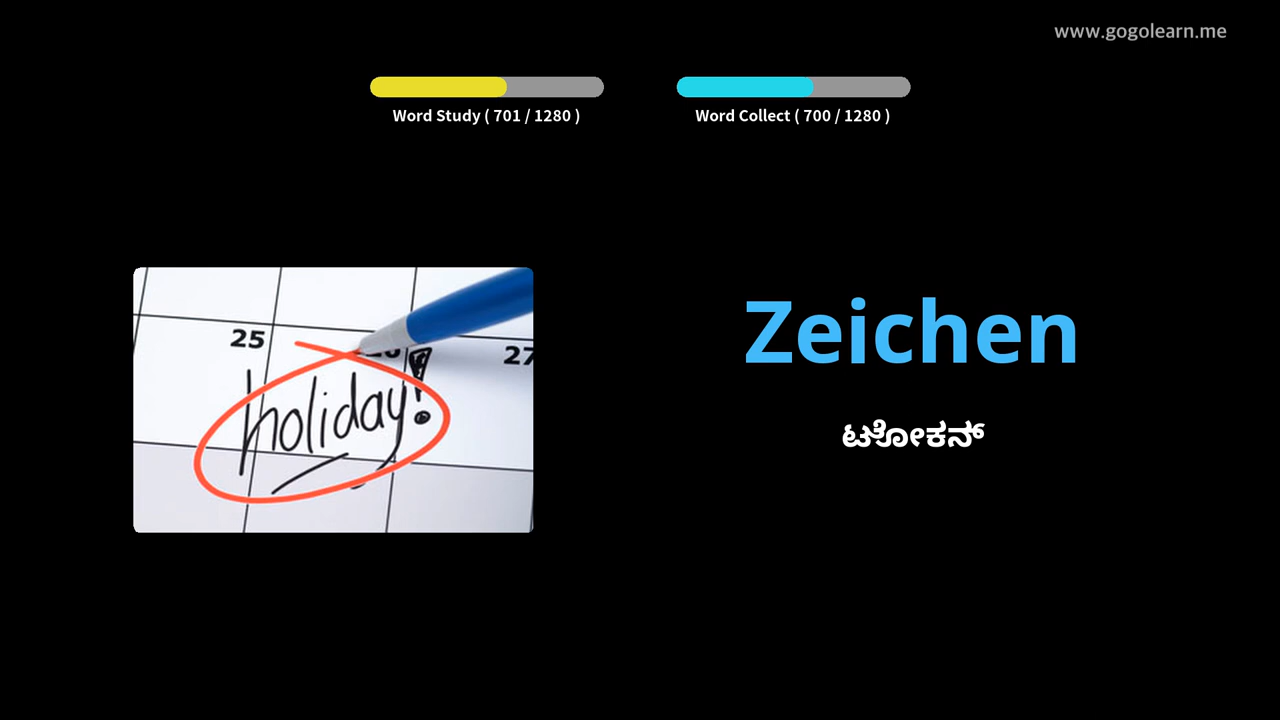 www.gogolearn.me
Word Study ( 701 / 1280 )
Word Collect ( 700 / 1280 )
25
27
holiday!
Zeichen
ಟೋಕನ್